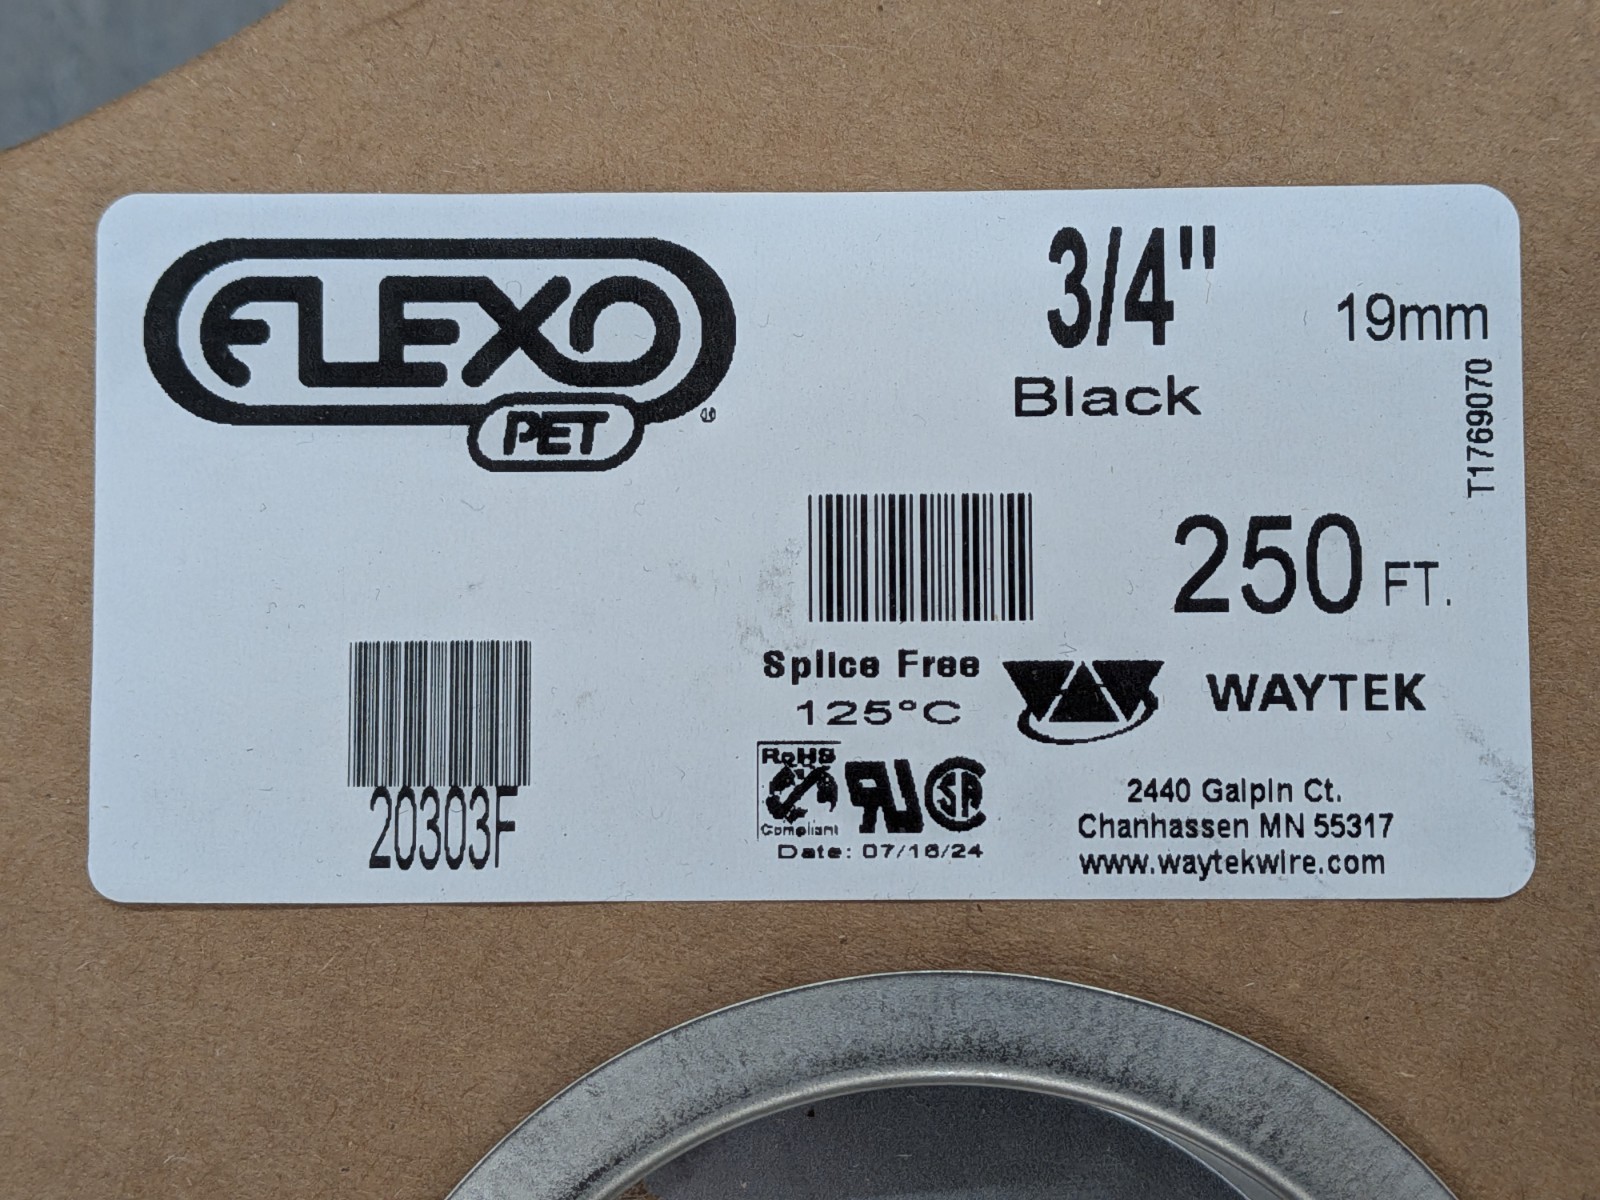 FLEXO
PET
®
3/4"
19mm
Black
T1769070
250 FT.
Splice Free
125°C
WAYTEK
RoHS
Compliant
Date: 07/16/24
20303F
2440 Galpin Ct.
Chanhassen MN 55317
www.waytekwire.com